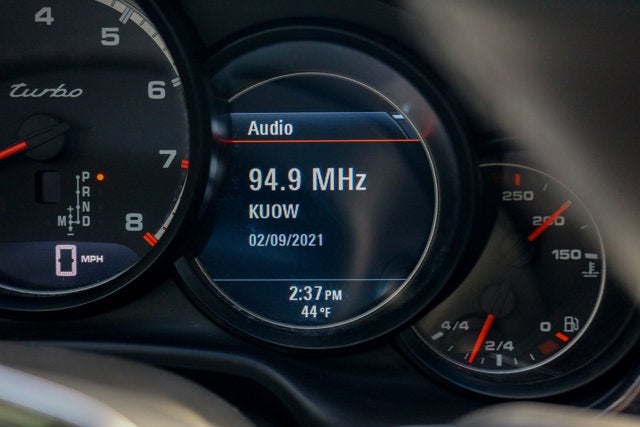 4
5
6
7
8
turbo
P
R
N
M + D
-
0 MPH
Audio
94.9 MHz
KUOW
02/09/2021
2:37 PM
44 °F
250
200
150
4/4
2/4
0